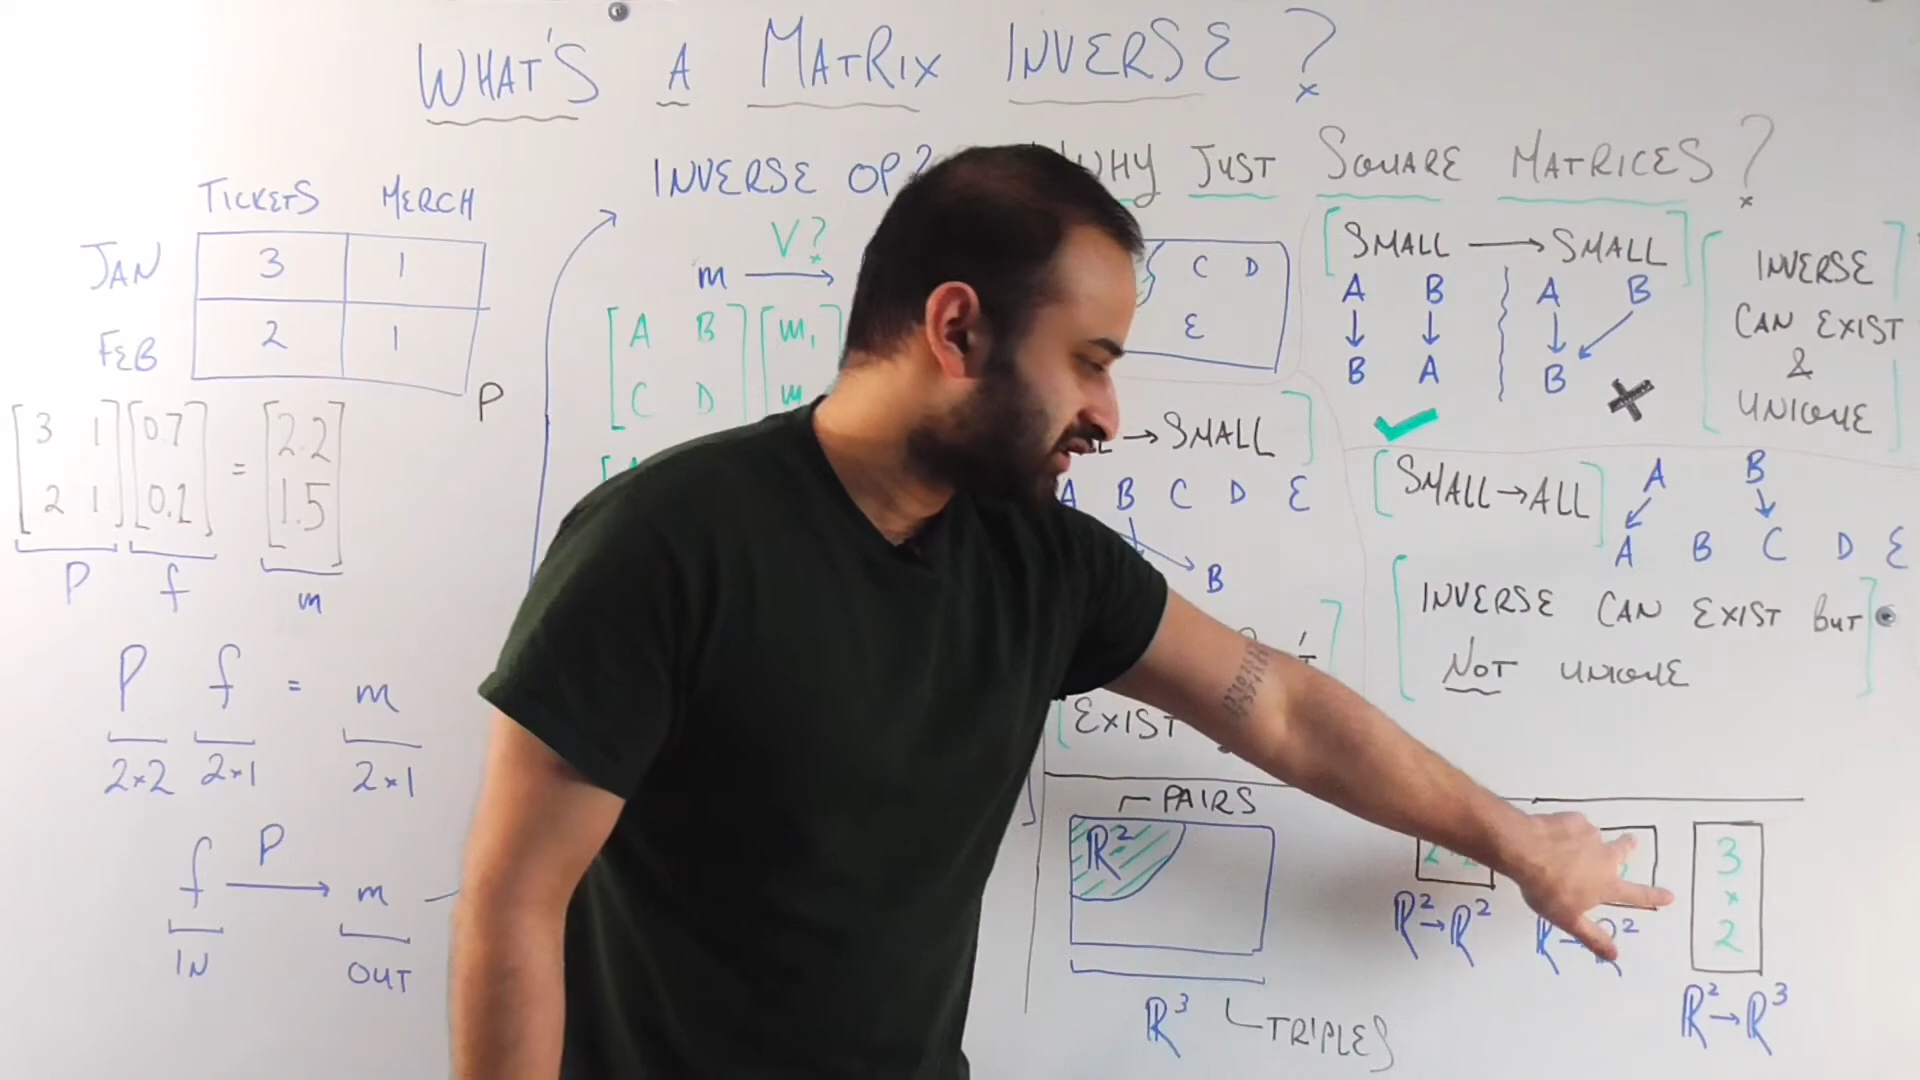 WHAT'S A MATRIX INVERSE?
TICKETS MERCH
JAN 3 1
FEB 2 1
P
[3 1] [0.7] = [2.2]
[2 1] [0.1] [1.5]
P f m
P f = m
2×2 2×1 2×1
f P → m
IN OUT
INVERSE OP?
V?
m →
A B m₁
C D m
WHY JUST SQUARE MATRICES?
C D
E
→ SMALL
A B C D E
B
EXIST
SMALL → SMALL
A B A B
B A B
INVERSE
CAN EXIST
&
UNIQUE
SMALL → ALL
A B
A B C D E
INVERSE CAN EXIST BUT
NOT UNIQUE
PAIRS
ℝ²
ℝ³
TRIPLES
ℝ²→ℝ²
3
×
2
ℝ²→ℝ³